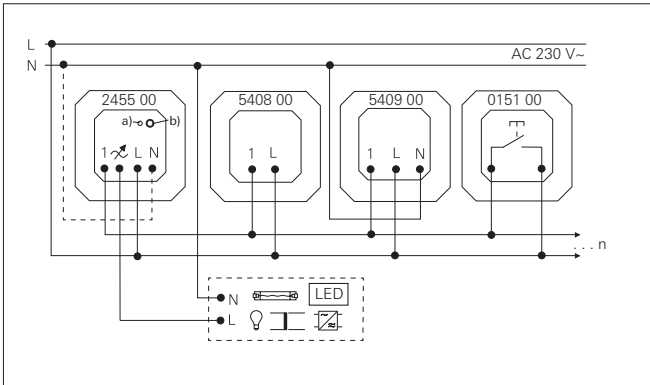 L
AC 230 V~
N
2455 00 5408 00 5409 00 0151 00
a) b)
1 L N 1 L 1 L N
. . . n
N LED
L